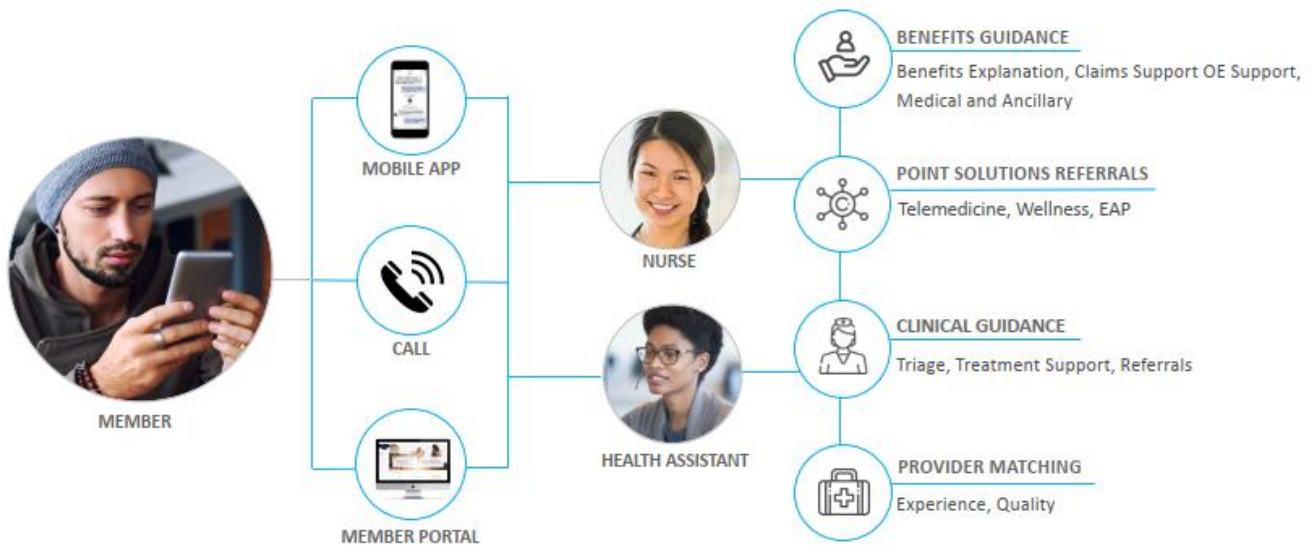 BENEFITS GUIDANCE
Benefits Explanation, Claims Support OE Support,
Medical and Ancillary
MOBILE APP
POINT SOLUTIONS REFERRALS
Telemedicine, Wellness, EAP
NURSE
CALL
CLINICAL GUIDANCE
Triage, Treatment Support, Referrals
MEMBER
HEALTH ASSISTANT
PROVIDER MATCHING
Experience, Quality
MEMBER PORTAL